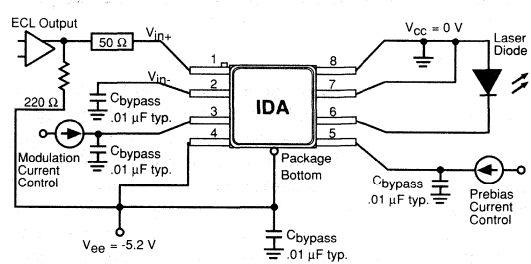 ECL Output
50 Ω
Vin+
VCC = 0 V
Laser
Diode
1
8
Vin-
2
7
220 Ω
Cbypass
.01 µF typ.
IDA
3
6
Modulation
Current
Control
Cbypass
.01 µF typ.
4
5
Package
Bottom
Cbypass
.01 µF typ.
Prebias
Current
Control
Vee = -5.2 V
Cbypass
.01 µF typ.